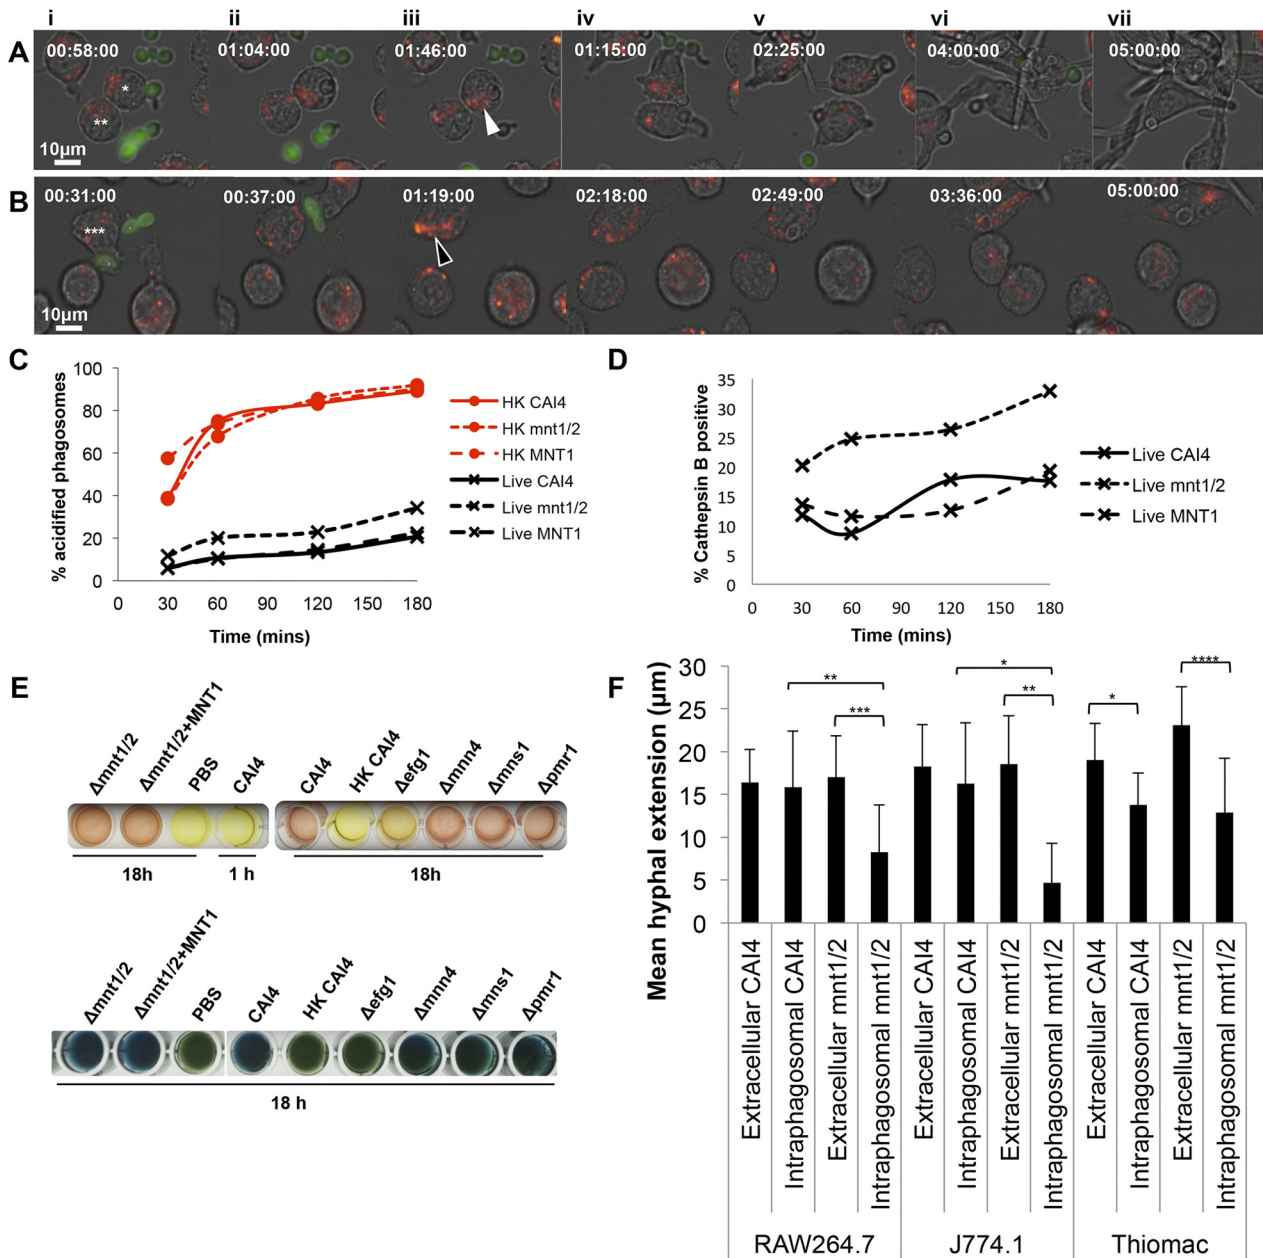 i ii iii iv v vi vii
A
00:58:00 01:04:00 01:46:00 01:15:00 02:25:00 04:00:00 05:00:00
*
**
10µm
B
00:31:00 00:37:00 01:19:00 02:18:00 02:49:00 03:36:00 05:00:00
***
10µm
C
% acidified phagosomes
100
80
60
40
20
0
0 30 60 90 120 150 180
Time (mins)
HK CAI4
HK mnt1/2
HK MNT1
Live CAI4
Live mnt1/2
Live MNT1
D
% Cathepsin B positive
35
30
25
20
15
10
5
0
0 30 60 90 120 150 180
Time (mins)
Live CAI4
Live mnt1/2
Live MNT1
E
Δmnt1/2
Δmnt1/2+MNT1
PBS
CAI4
CAI4
HK CAI4
Δefg1
Δmnn4
Δmns1
Δpmr1
18h 1 h 18h
Δmnt1/2
Δmnt1/2+MNT1
PBS
CAI4
HK CAI4
Δefg1
Δmnn4
Δmns1
Δpmr1
18 h
F
Mean hyphal extension (µm)
30
25
20
15
10
5
0
**
***
*
**
*
****
Extracellular CAI4
Intraphagosomal CAI4
Extracellular mnt1/2
Intraphagosomal mnt1/2
Extracellular CAI4
Intraphagosomal CAI4
Extracellular mnt1/2
Intraphagosomal mnt1/2
Extracellular CAI4
Intraphagosomal CAI4
Extracellular mnt1/2
Intraphagosomal mnt1/2
RAW264.7 J774.1 Thiomac